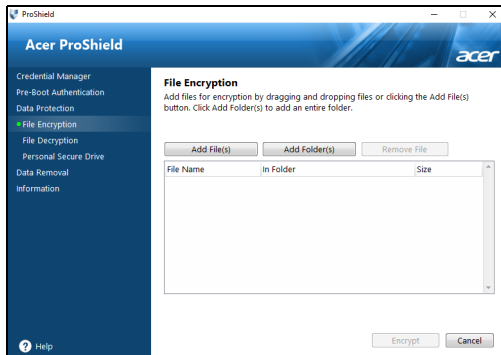 ProShield
Acer ProShield
acer
Credential Manager
Pre-Boot Authentication
Data Protection
File Encryption
File Decryption
Personal Secure Drive
Data Removal
Information
Help
File Encryption
Add files for encryption by dragging and dropping files or clicking the Add File(s)
button. Click Add Folder(s) to add an entire folder.
Add File(s) Add Folder(s) Remove File
File Name In Folder Size
Encrypt Cancel